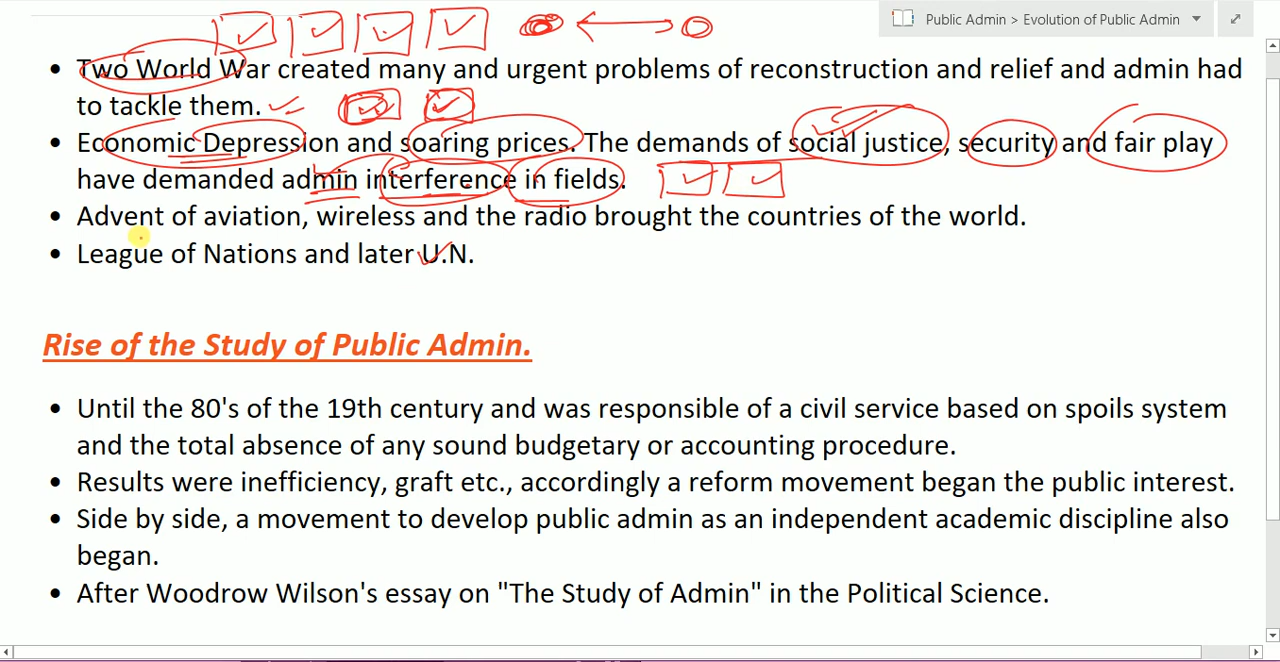 Public Admin > Evolution of Public Admin
• Two World War created many and urgent problems of reconstruction and relief and admin had
to tackle them.
• Economic Depression and soaring prices. The demands of social justice, security and fair play
have demanded admin interference in fields.
• Advent of aviation, wireless and the radio brought the countries of the world.
• League of Nations and later U.N.
Rise of the Study of Public Admin.
• Until the 80's of the 19th century and was responsible of a civil service based on spoils system
and the total absence of any sound budgetary or accounting procedure.
• Results were inefficiency, graft etc., accordingly a reform movement began the public interest.
• Side by side, a movement to develop public admin as an independent academic discipline also
began.
• After Woodrow Wilson's essay on "The Study of Admin" in the Political Science.